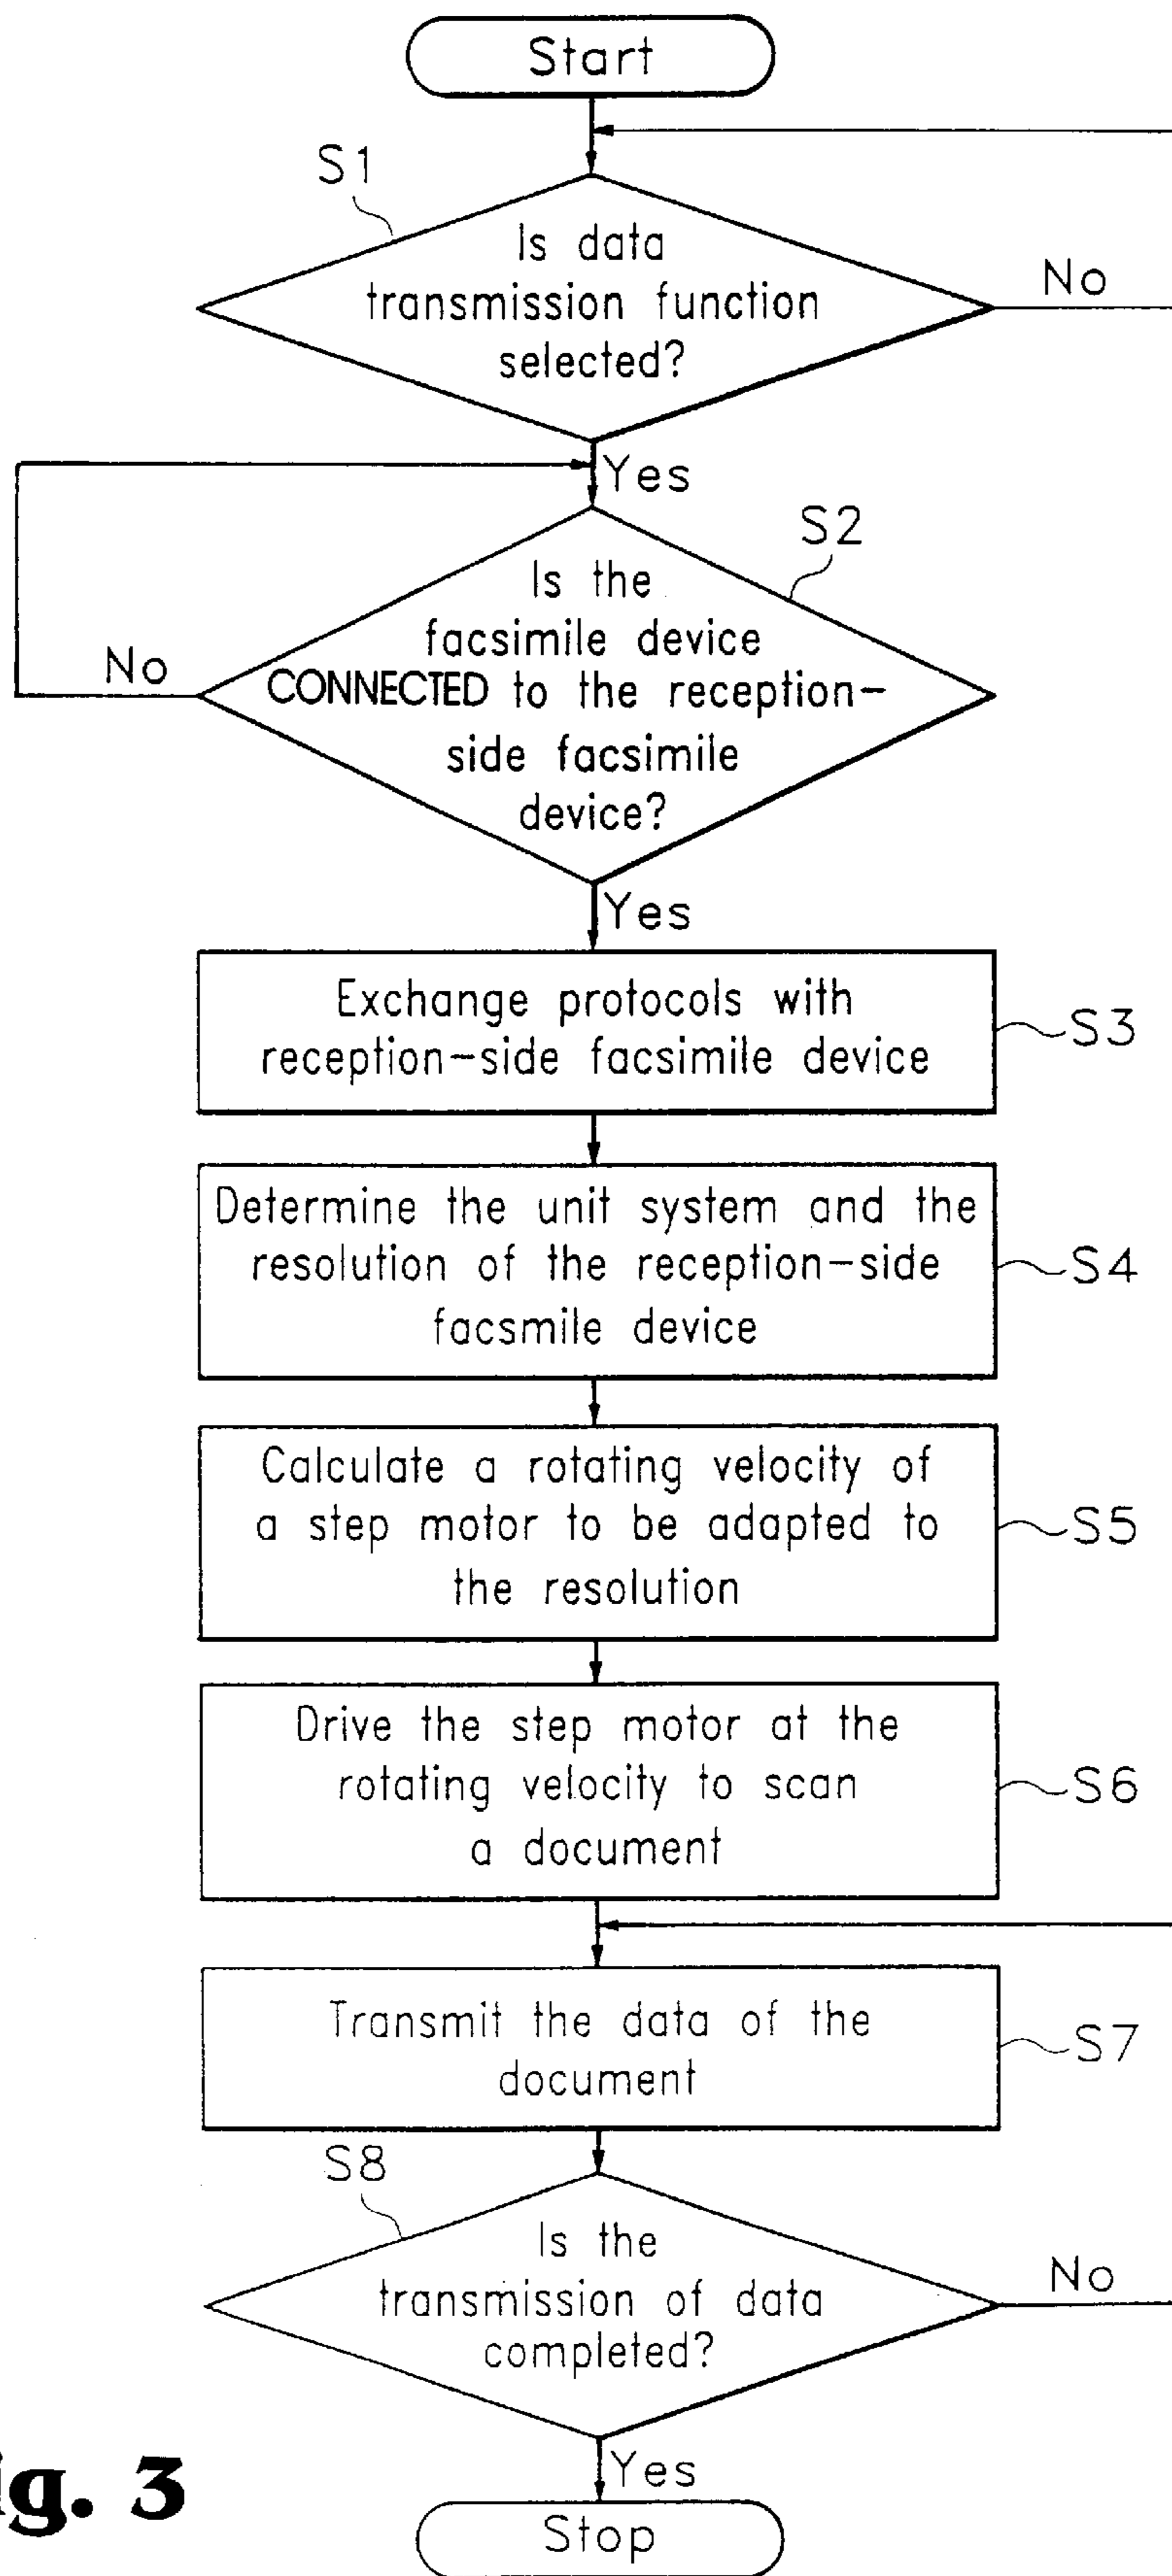 Start
S1
Is data
transmission function
selected?
No
Yes
S2
Is the
facsimile device
CONNECTED to the reception-
side facsimile
device?
No
Yes
Exchange protocols with
reception-side facsimile device
S3
Determine the unit system and the
resolution of the reception-side
facsmile device
S4
Calculate a rotating velocity of
a step motor to be adapted to
the resolution
S5
Drive the step motor at the
rotating velocity to scan
a document
S6
Transmit the data of the
document
S7
S8
Is the
transmission of data
completed?
No
Yes
Stop
ig. 3